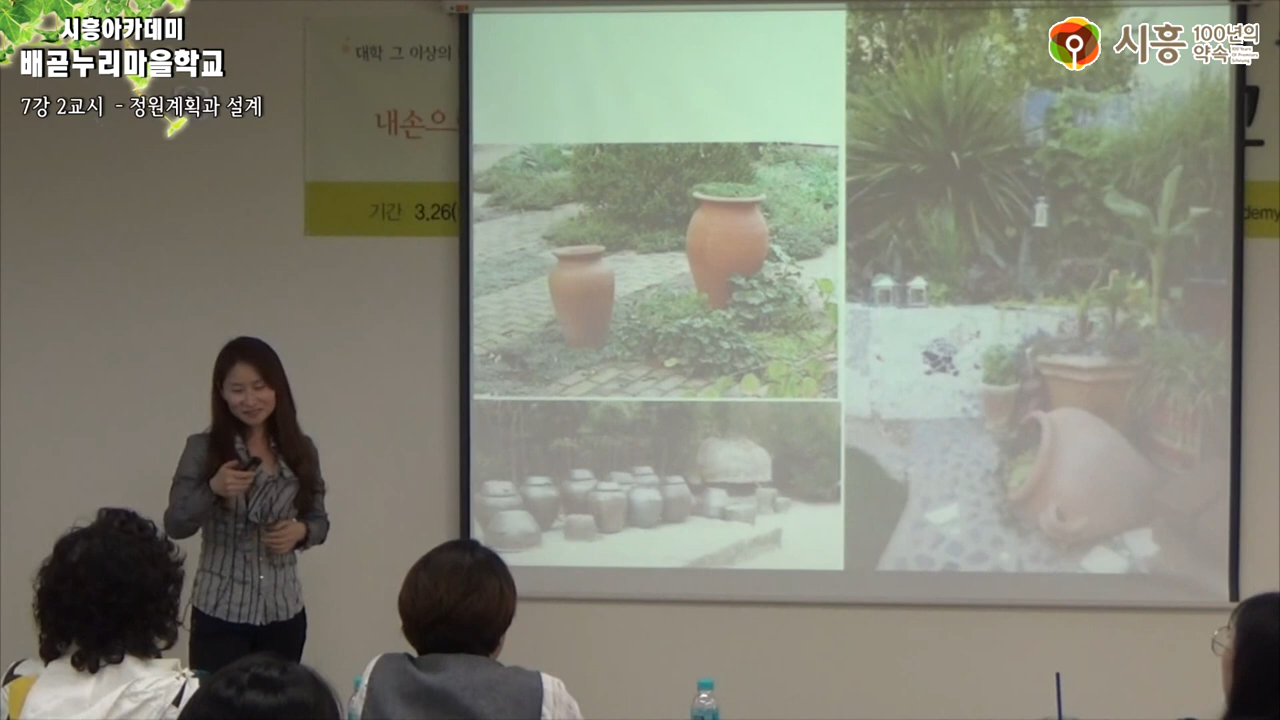 시흥아카데미
배곧누리마을학교
7강 2교시 - 정원계획과 설계
시흥
100년의
약속
대학 그 이상의
내손으
기간 3.26(
demy